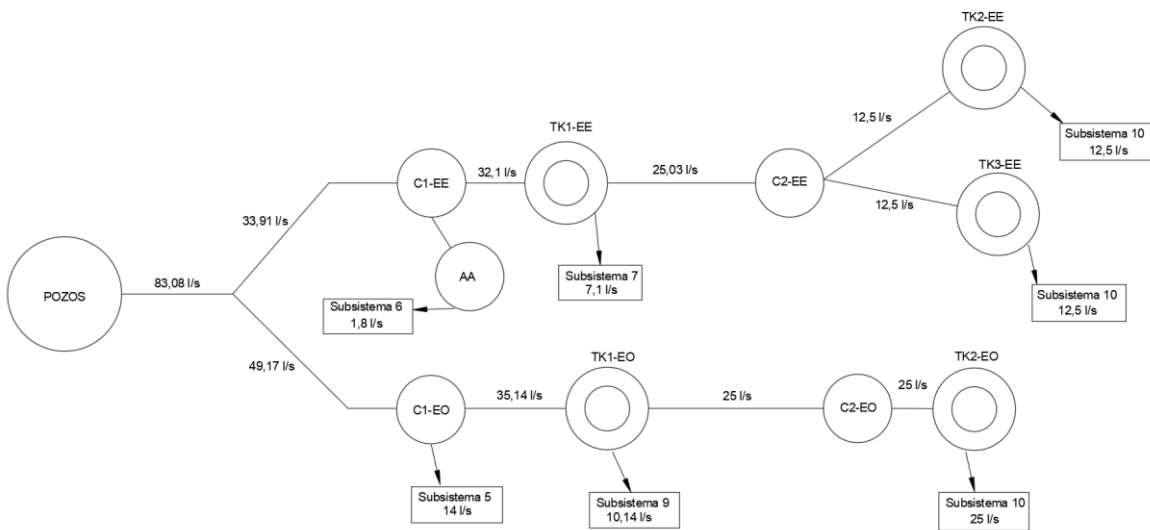 TK2-EE
12,5 l/s
Subsistema 10
12,5 l/s
TK1-EE
TK3-EE
C1-EE
32,1 l/s
25,03 l/s
C2-EE
12,5 l/s
33,91 l/s
AA
Subsistema 7
7,1 l/s
Subsistema 6
1,8 l/s
Subsistema 10
12,5 l/s
POZOS
83,08 l/s
49,17 l/s
TK1-EO
TK2-EO
C1-EO
35,14 l/s
25 l/s
C2-EO
25 l/s
Subsistema 5
14 l/s
Subsistema 9
10,14 l/s
Subsistema 10
25 l/s